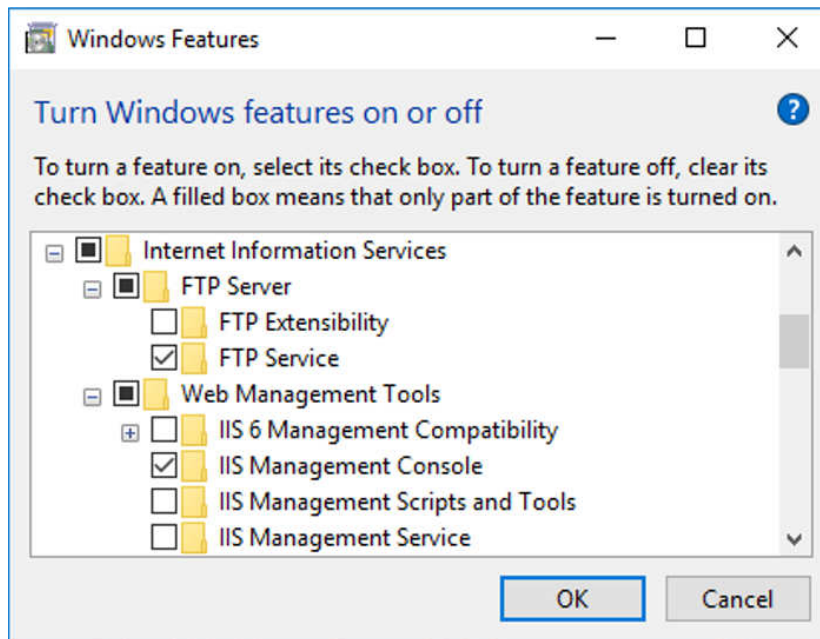 Windows Features
Turn Windows features on or off
?
To turn a feature on, select its check box. To turn a feature off, clear its
check box. A filled box means that only part of the feature is turned on.
Internet Information Services
FTP Server
FTP Extensibility
FTP Service
Web Management Tools
IIS 6 Management Compatibility
IIS Management Console
IIS Management Scripts and Tools
IIS Management Service
OK Cancel